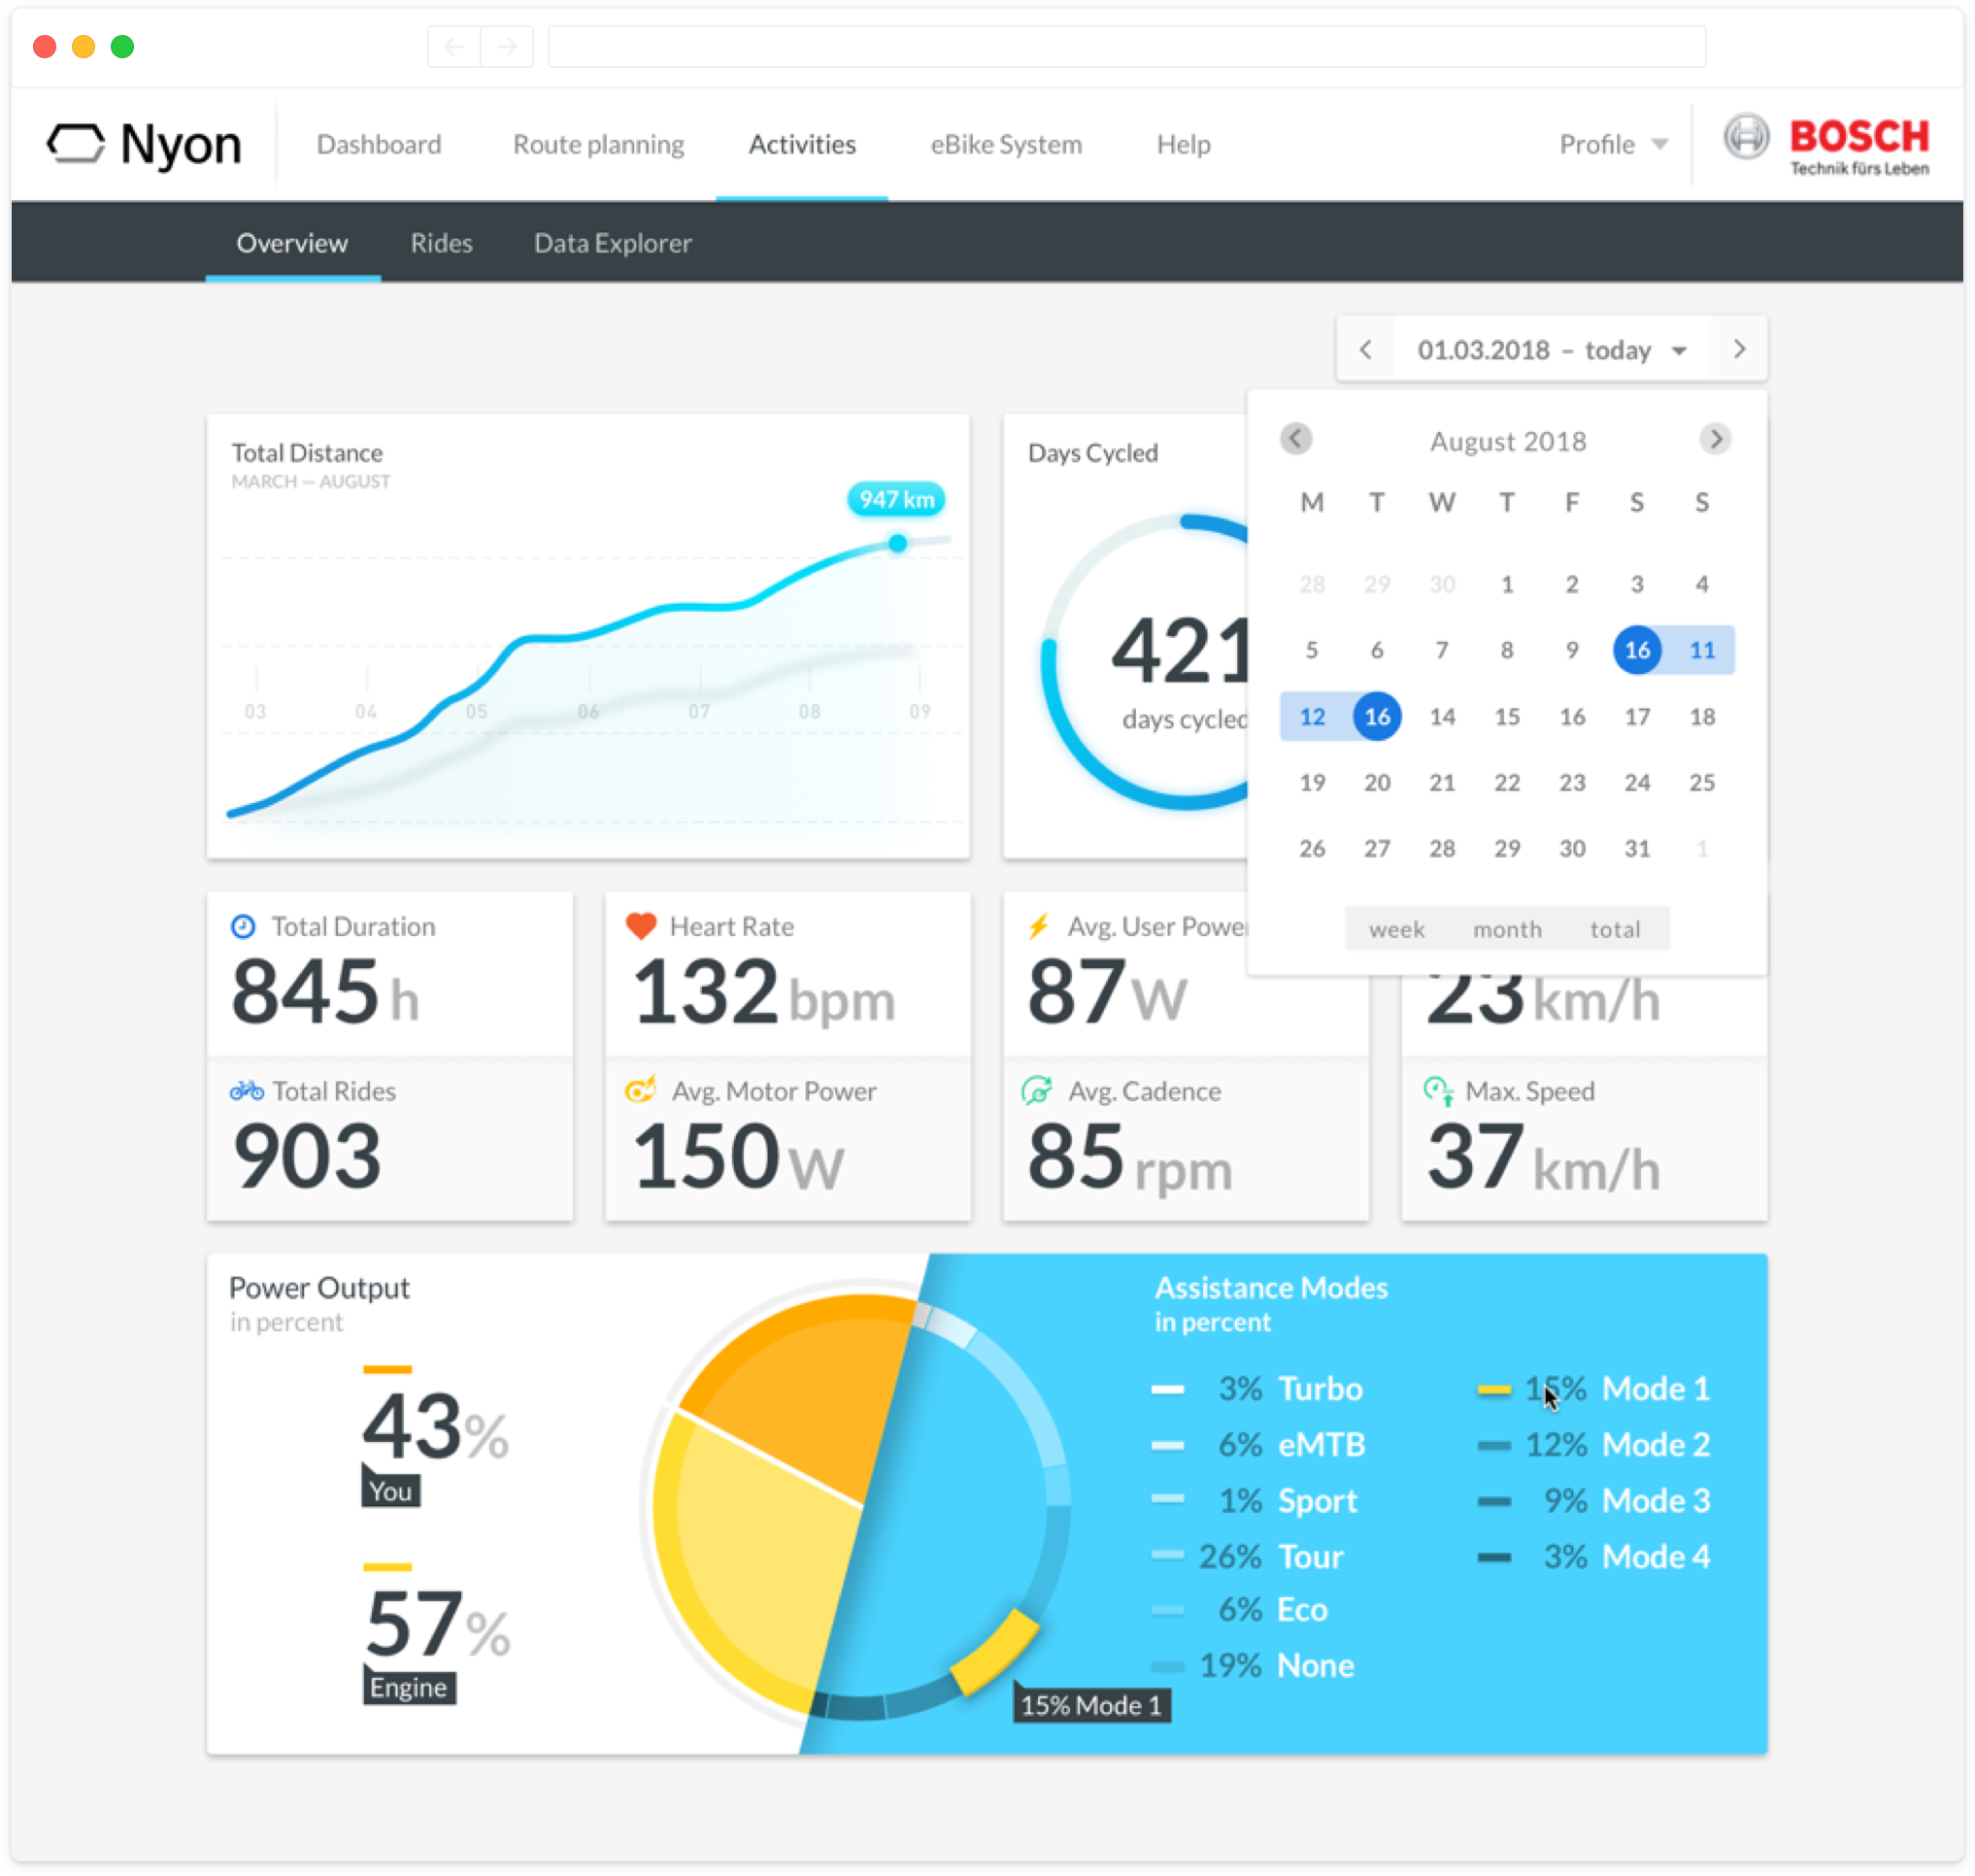 Nyon
Dashboard
Route planning
Activities
eBike System
Help
Profile
BOSCH
Technik fürs Leben
Overview
Rides
Data Explorer
01.03.2018 – today
Total Distance
MARCH — AUGUST
947 km
03 04 05 06 07 08 09
Days Cycled
421
days cycled
August 2018
M T W T F S S
28 29 30 1 2 3 4
5 6 7 8 9 16 11
12 16 14 15 16 17 18
19 20 21 22 23 24 25
26 27 28 29 30 31 1
week month total
Total Duration
845 h
Heart Rate
132 bpm
Avg. User Power
87 W
23 km/h
Total Rides
903
Avg. Motor Power
150 W
Avg. Cadence
85 rpm
Max. Speed
37 km/h
Power Output
in percent
43%
You
57%
Engine
Assistance Modes
in percent
3% Turbo
6% eMTB
1% Sport
26% Tour
6% Eco
19% None
15% Mode 1
12% Mode 2
9% Mode 3
3% Mode 4
15% Mode 1